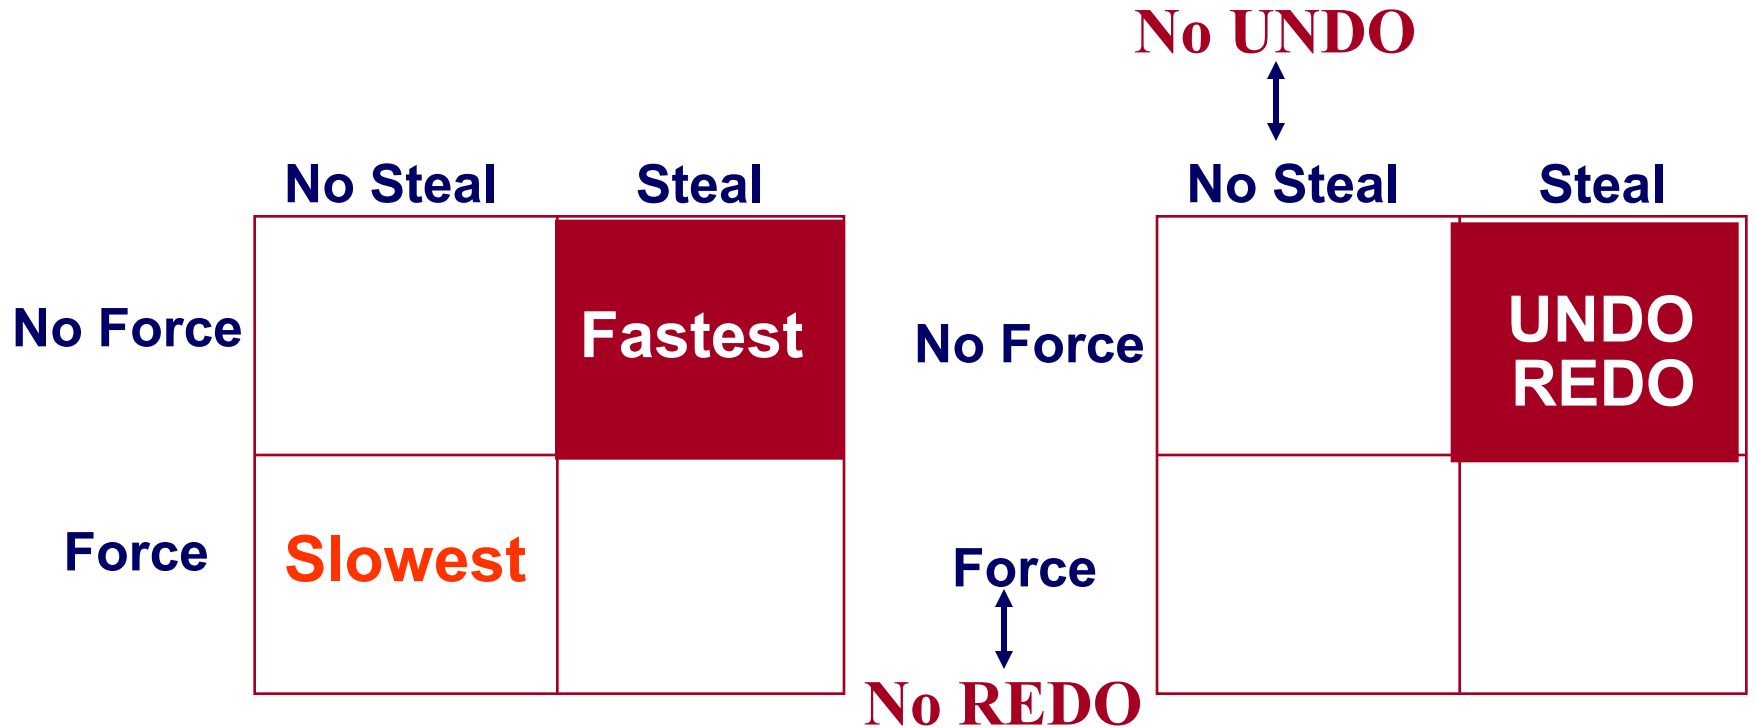 No UNDO
No Steal Steal
No Force
Fastest
Force
Slowest
No Steal Steal
No Force
UNDO
REDO
Force
No REDO